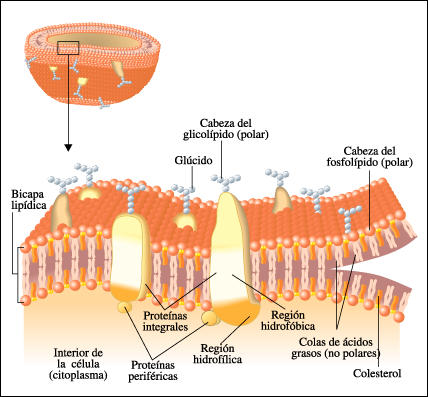 Cabeza del
glicolípido (polar)
Glúcido
Cabeza del
fosfolípido (polar)
Bicapa
lipídica
Proteínas
integrales
Región
hidrofóbica
Interior de
la célula
(citoplasma)
Proteínas
periféricas
Región
hidrofílica
Colas de ácidos
grasos (no polares)
Colesterol